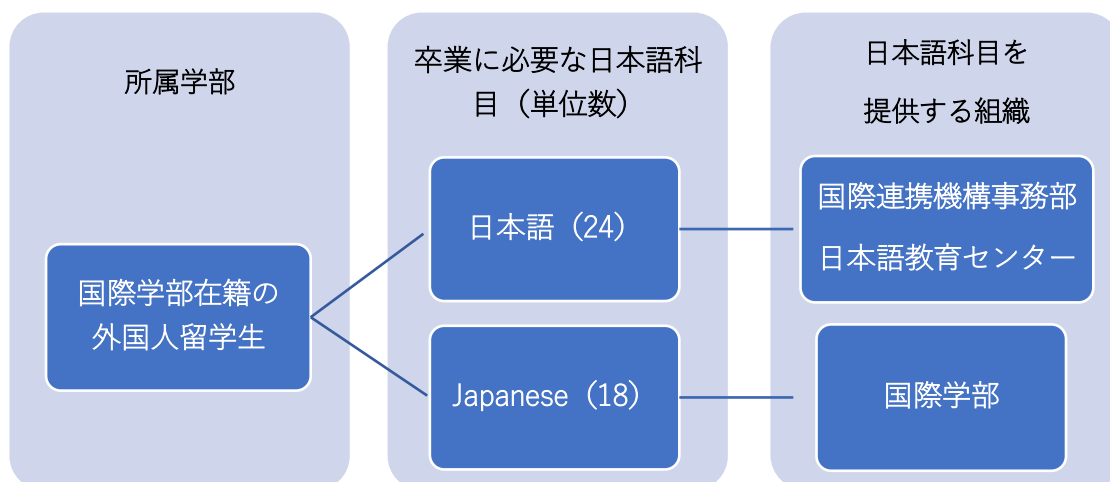 所属学部
国際学部在籍の
外国人留学生
卒業に必要な日本語科
目（単位数）
日本語（24）
Japanese（18）
日本語科目を
提供する組織
国際連携機構事務部
日本語教育センター
国際学部